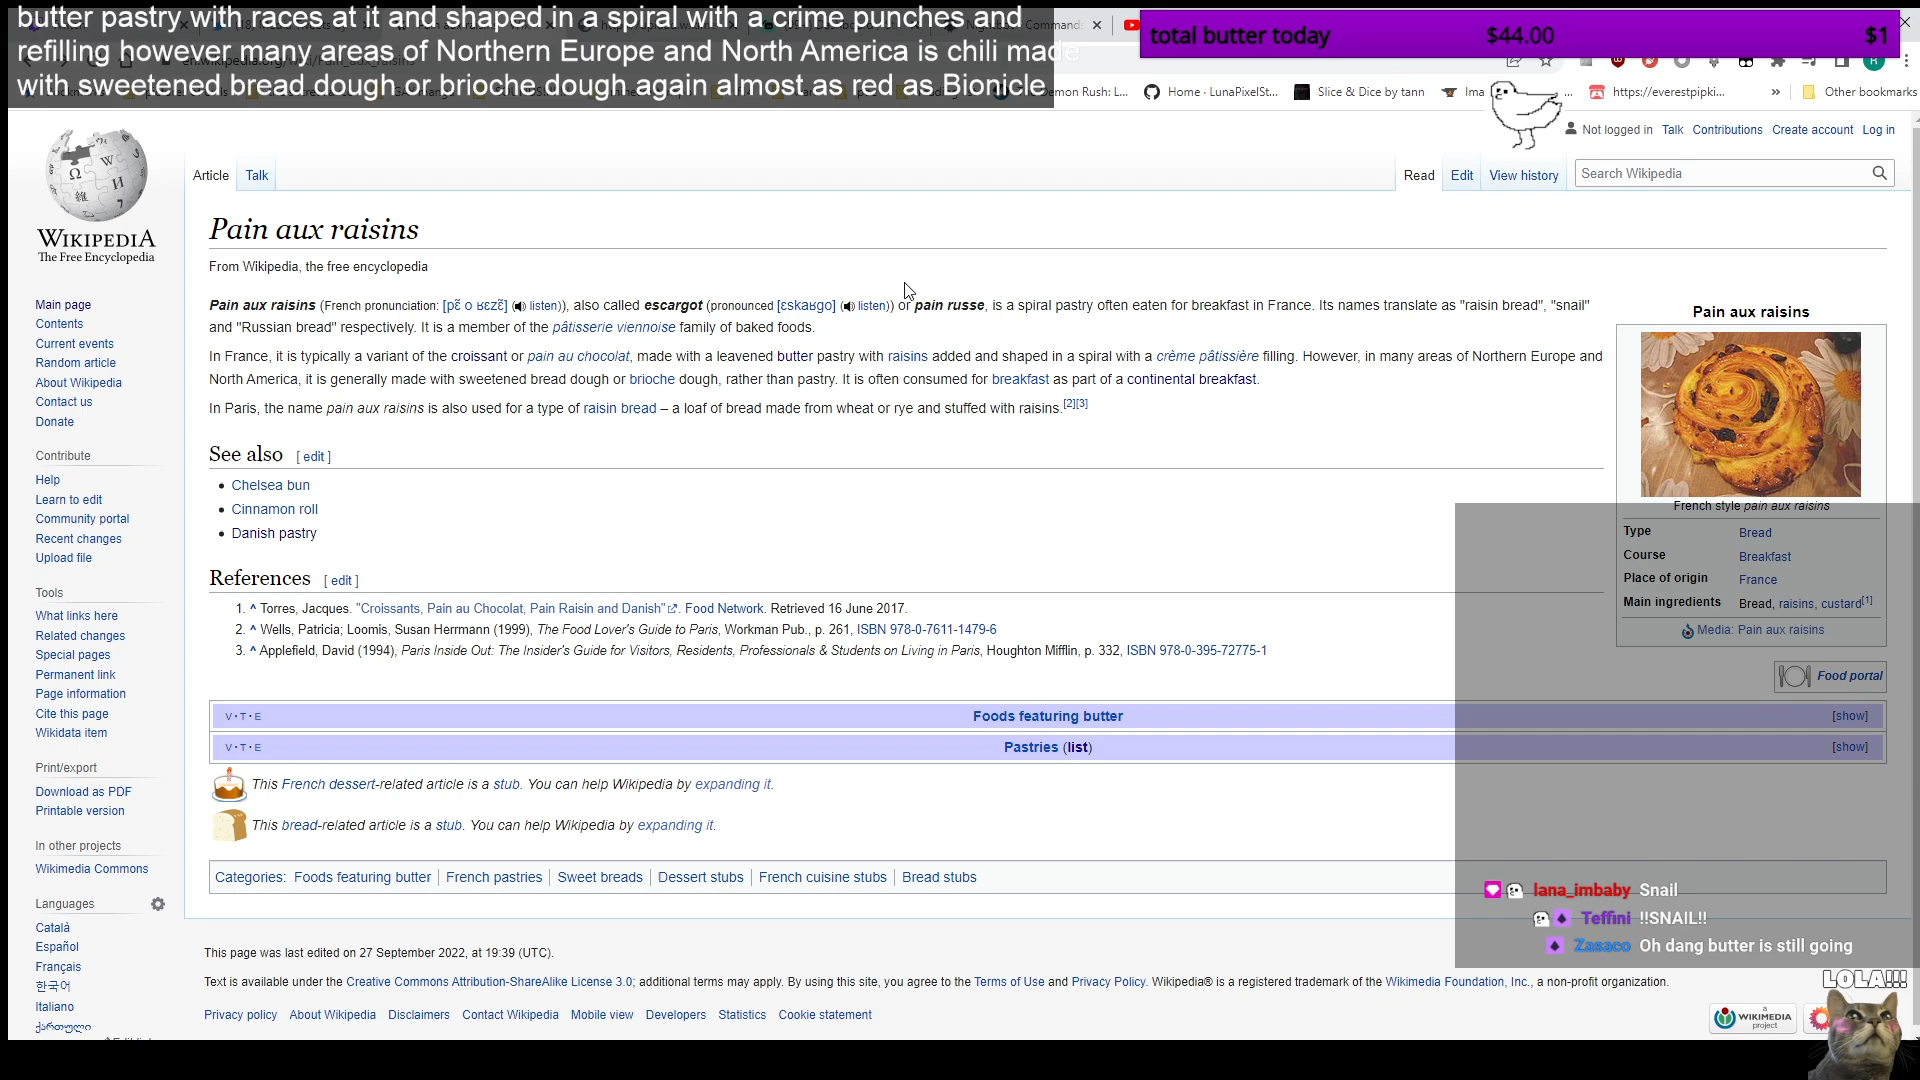 butter pastry with races at it and shaped in a spiral with a crime punches and
refilling however many areas of Northern Europe and North America is chili made
with sweetened bread dough or brioche dough again almost as red as Bionicle
total butter today $44.00 $1
Demon Rush: L... Home · LunaPixelSt... Slice & Dice by tann Ima https://everestpipki... » Other bookmarks
Not logged in Talk Contributions Create account Log in
Article Talk Read Edit View history Search Wikipedia
WIKIPEDIA
The Free Encyclopedia
Main page
Contents
Current events
Random article
About Wikipedia
Contact us
Donate
Contribute
Help
Learn to edit
Community portal
Recent changes
Upload file
Tools
What links here
Related changes
Special pages
Permanent link
Page information
Cite this page
Wikidata item
Print/export
Download as PDF
Printable version
In other projects
Wikimedia Commons
Languages
Català
Español
Français
한국어
Italiano
ქართული
Pain aux raisins
From Wikipedia, the free encyclopedia
Pain aux raisins (French pronunciation: [pɛ̃ o ʁɛzɛ̃] (listen)), also called escargot (pronounced [ɛskaʁɡo] (listen)) or pain russe, is a spiral pastry often eaten for breakfast in France. Its names translate as "raisin bread", "snail"
and "Russian bread" respectively. It is a member of the pâtisserie viennoise family of baked foods.
In France, it is typically a variant of the croissant or pain au chocolat, made with a leavened butter pastry with raisins added and shaped in a spiral with a crème pâtissière filling. However, in many areas of Northern Europe and
North America, it is generally made with sweetened bread dough or brioche dough, rather than pastry. It is often consumed for breakfast as part of a continental breakfast.
In Paris, the name pain aux raisins is also used for a type of raisin bread – a loaf of bread made from wheat or rye and stuffed with raisins.[2][3]
See also [ edit ]
Chelsea bun
Cinnamon roll
Danish pastry
References [ edit ]
1. ^ Torres, Jacques. "Croissants, Pain au Chocolat, Pain Raisin and Danish". Food Network. Retrieved 16 June 2017.
2. ^ Wells, Patricia; Loomis, Susan Herrmann (1999), The Food Lover's Guide to Paris, Workman Pub., p. 261, ISBN 978-0-7611-1479-6
3. ^ Applefield, David (1994), Paris Inside Out: The Insider's Guide for Visitors, Residents, Professionals & Students on Living in Paris, Houghton Mifflin, p. 332, ISBN 978-0-395-72775-1
Pain aux raisins
French style pain aux raisins
Type Bread
Course Breakfast
Place of origin France
Main ingredients Bread, raisins, custard[1]
Media: Pain aux raisins
Food portal
V · T · E Foods featuring butter [show]
V · T · E Pastries (list) [show]
This French dessert-related article is a stub. You can help Wikipedia by expanding it.
This bread-related article is a stub. You can help Wikipedia by expanding it.
Categories: Foods featuring butter | French pastries | Sweet breads | Dessert stubs | French cuisine stubs | Bread stubs
lana_imbaby Snail
Teffini !!SNAIL!!
Zasaco Oh dang butter is still going
This page was last edited on 27 September 2022, at 19:39 (UTC).
Text is available under the Creative Commons Attribution-ShareAlike License 3.0; additional terms may apply. By using this site, you agree to the Terms of Use and Privacy Policy. Wikipedia® is a registered trademark of the Wikimedia Foundation, Inc., a non-profit organization.
Privacy policy About Wikipedia Disclaimers Contact Wikipedia Mobile view Developers Statistics Cookie statement
A WIKIMEDIA project
LOLA!!!